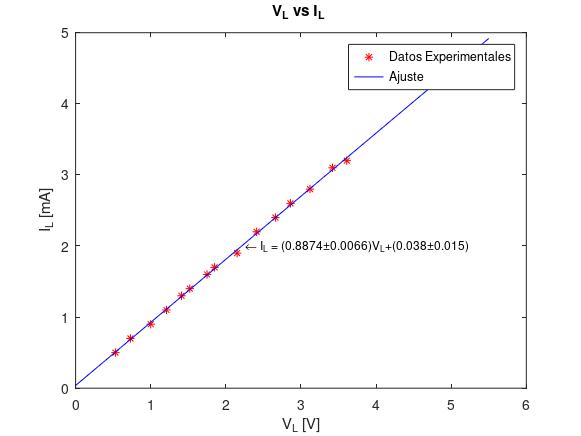 V_L vs I_L
Datos Experimentales
Ajuste
← I_L = (0.8874±0.0066)V_L+(0.038±0.015)
I_L [mA]
5
4
3
2
1
0
0 1 2 3 4 5 6
V_L [V]